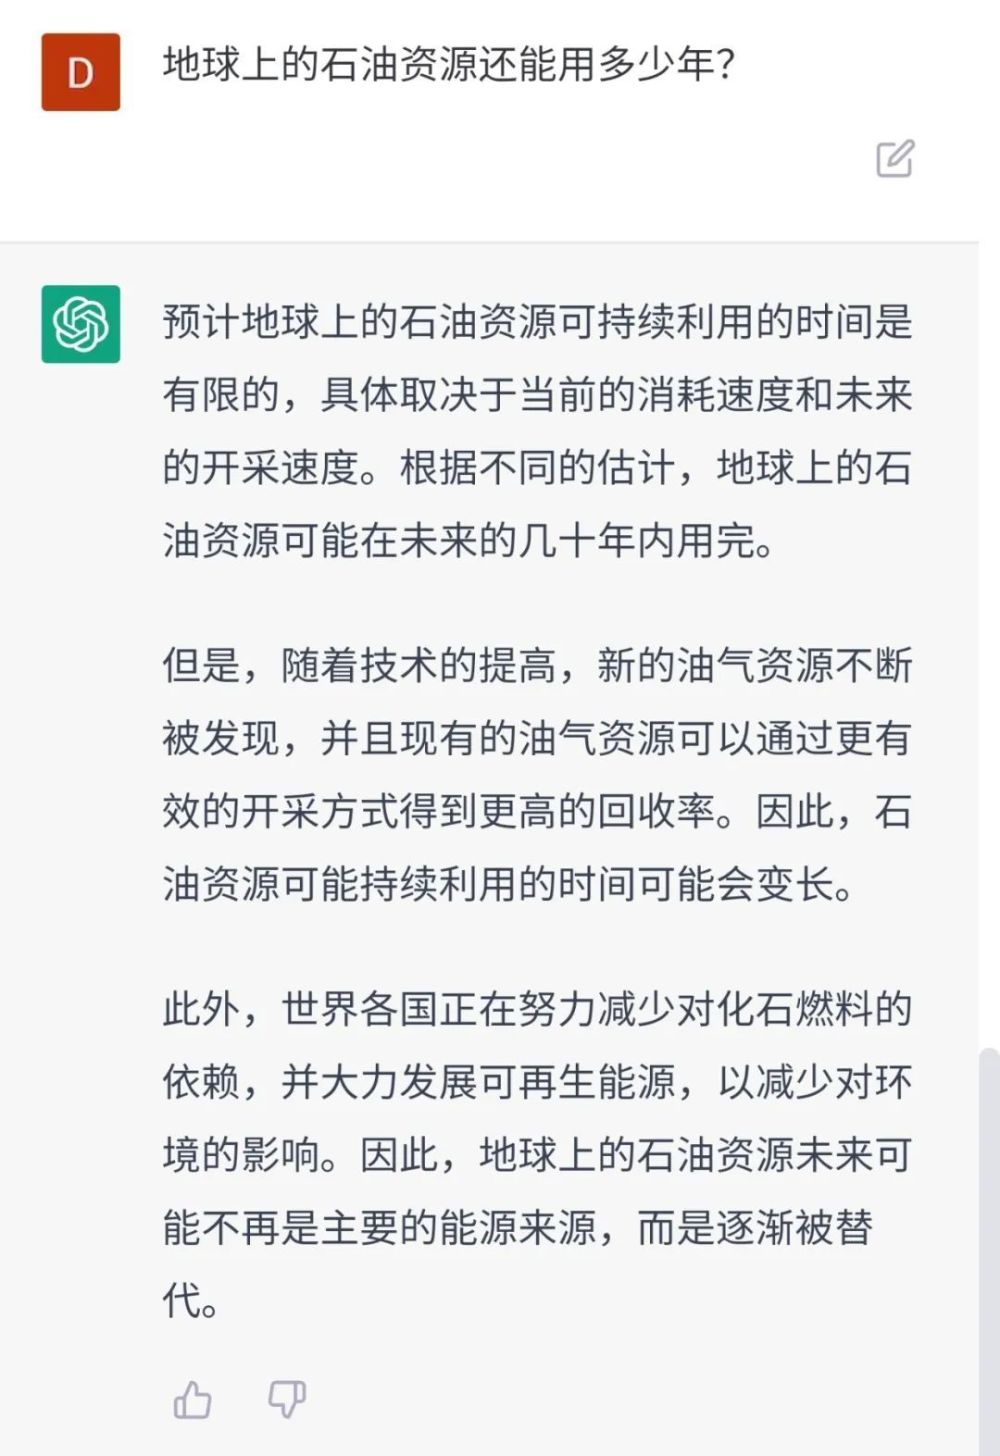 D
地球上的石油资源还能用多少年？
预计地球上的石油资源可持续利用的时间是
有限的，具体取决于当前的消耗速度和未来
的开采速度。根据不同的估计，地球上的石
油资源可能在未来的几十年内用完。
但是，随着技术的提高，新的油气资源不断
被发现，并且现有的油气资源可以通过更有
效的开采方式得到更高的回收率。因此，石
油资源可能持续利用的时间可能会变长。
此外，世界各国正在努力减少对化石燃料的
依赖，并大力发展可再生能源，以减少对环
境的影响。因此，地球上的石油资源未来可
能不再是主要的能源来源，而是逐渐被替
代。